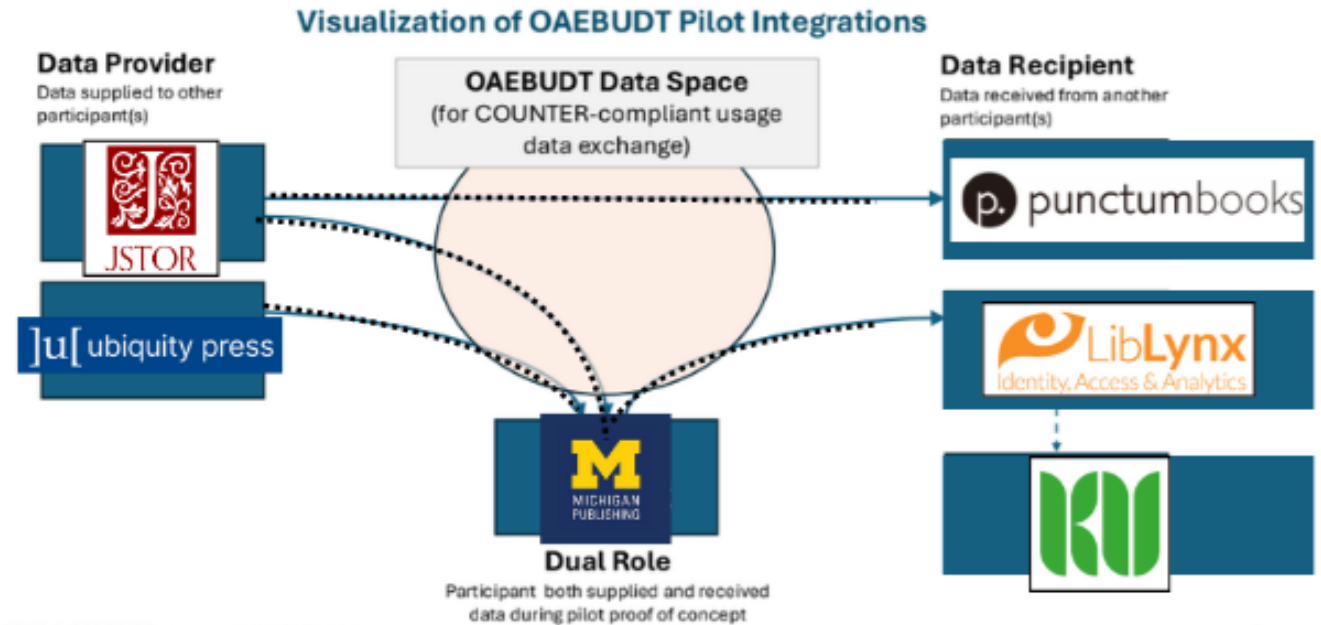 Visualization of OAEBUDT Pilot Integrations
Data Provider
Data supplied to other
participant(s)
OAEBUDT Data Space
(for COUNTER-compliant usage
data exchange)
Data Recipient
Data received from another
participant(s)
J
JSTOR
]u[ ubiquity press
p. punctumbooks
LibLynx
Identity, Access & Analytics
M
MICHIGAN
PUBLISHING
KU
Dual Role
Participant both supplied and received
data during pilot proof of concept